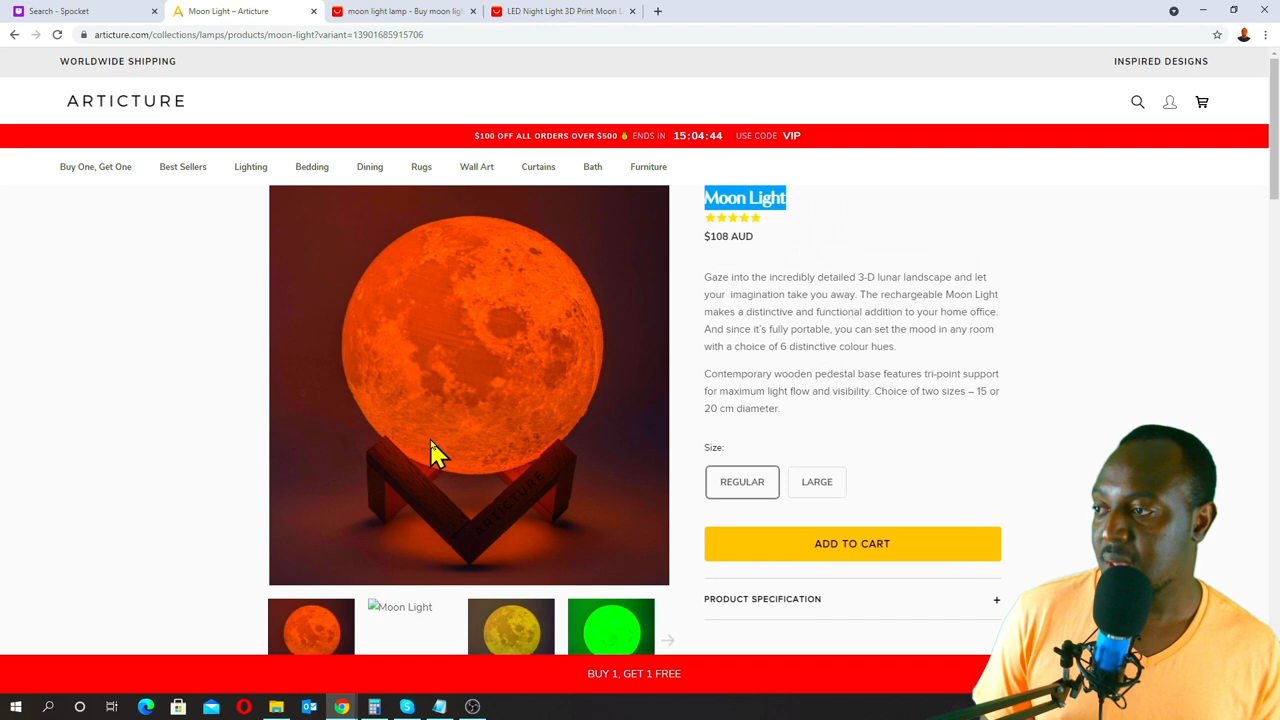 Search - Spocket
Moon Light – Articture
moon light lamp - Buy moon lig
LED Night Light 3D Print Moon L
articture.com/collections/lamps/products/moon-light?variant=13901685915706
WORLDWIDE SHIPPING
INSPIRED DESIGNS
ARTICTURE
$100 OFF ALL ORDERS OVER $500 ENDS IN 15:04:44 USE CODE VIP
Buy One, Get One
Best Sellers
Lighting
Bedding
Dining
Rugs
Wall Art
Curtains
Bath
Furniture
Moon Light
$108 AUD
Gaze into the incredibly detailed 3-D lunar landscape and let
your imagination take you away. The rechargeable Moon Light
makes a distinctive and functional addition to your home office.
And since it's fully portable, you can set the mood in any room
with a choice of 6 distinctive colour hues.
Contemporary wooden pedestal base features tri-point support
for maximum light flow and visibility. Choice of two sizes – 15 or
20 cm diameter.
Size:
REGULAR
LARGE
ADD TO CART
PRODUCT SPECIFICATION +
ARTICTURE
Moon Light
BUY 1, GET 1 FREE